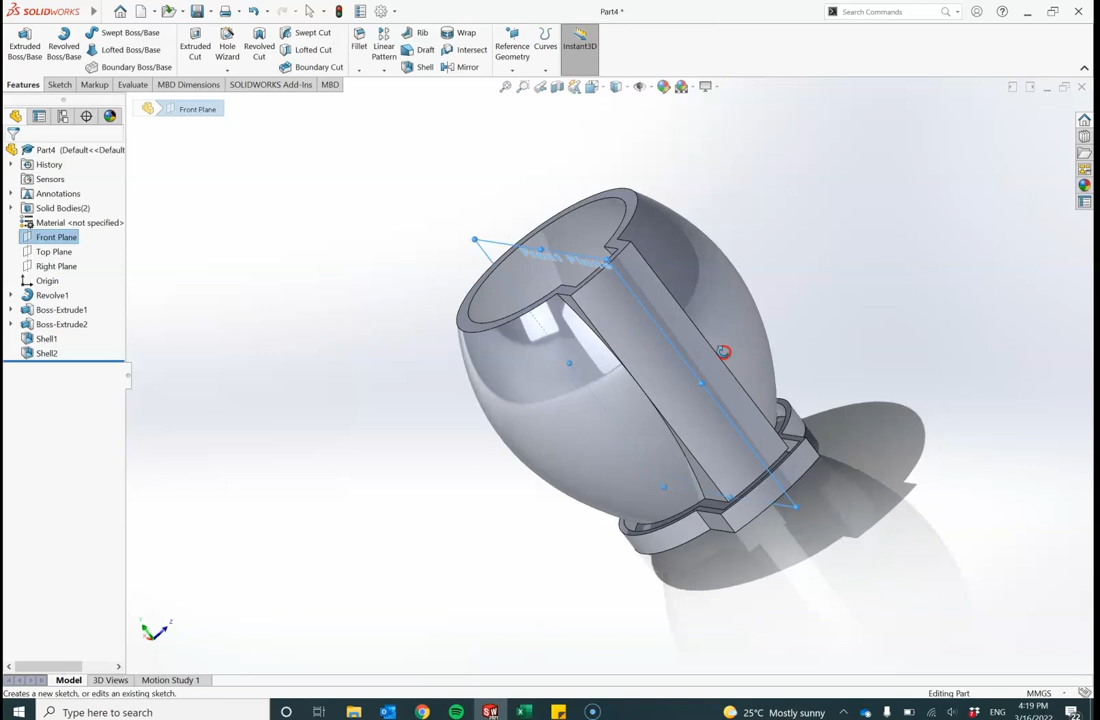 SOLIDWORKS
Part4 *
Search Commands
Extruded Boss/Base
Revolved Boss/Base
Swept Boss/Base
Lofted Boss/Base
Boundary Boss/Base
Extruded Cut
Hole Wizard
Revolved Cut
Swept Cut
Lofted Cut
Boundary Cut
Fillet
Linear Pattern
Rib
Draft
Shell
Wrap
Intersect
Mirror
Reference Geometry
Curves
Instant3D
Features
Sketch
Markup
Evaluate
MBD Dimensions
SOLIDWORKS Add-Ins
MBD
Front Plane
Part4 (Default<<Default
History
Sensors
Annotations
Solid Bodies(2)
Material <not specified>
Front Plane
Top Plane
Right Plane
Origin
Revolve1
Boss-Extrude1
Boss-Extrude2
Shell1
Shell2
Z
Model
3D Views
Motion Study 1
Creates a new sketch, or edits an existing sketch.
Editing Part
MMGS
Type here to search
25°C Mostly sunny
ENG
4:19 PM
3/16/2022
22